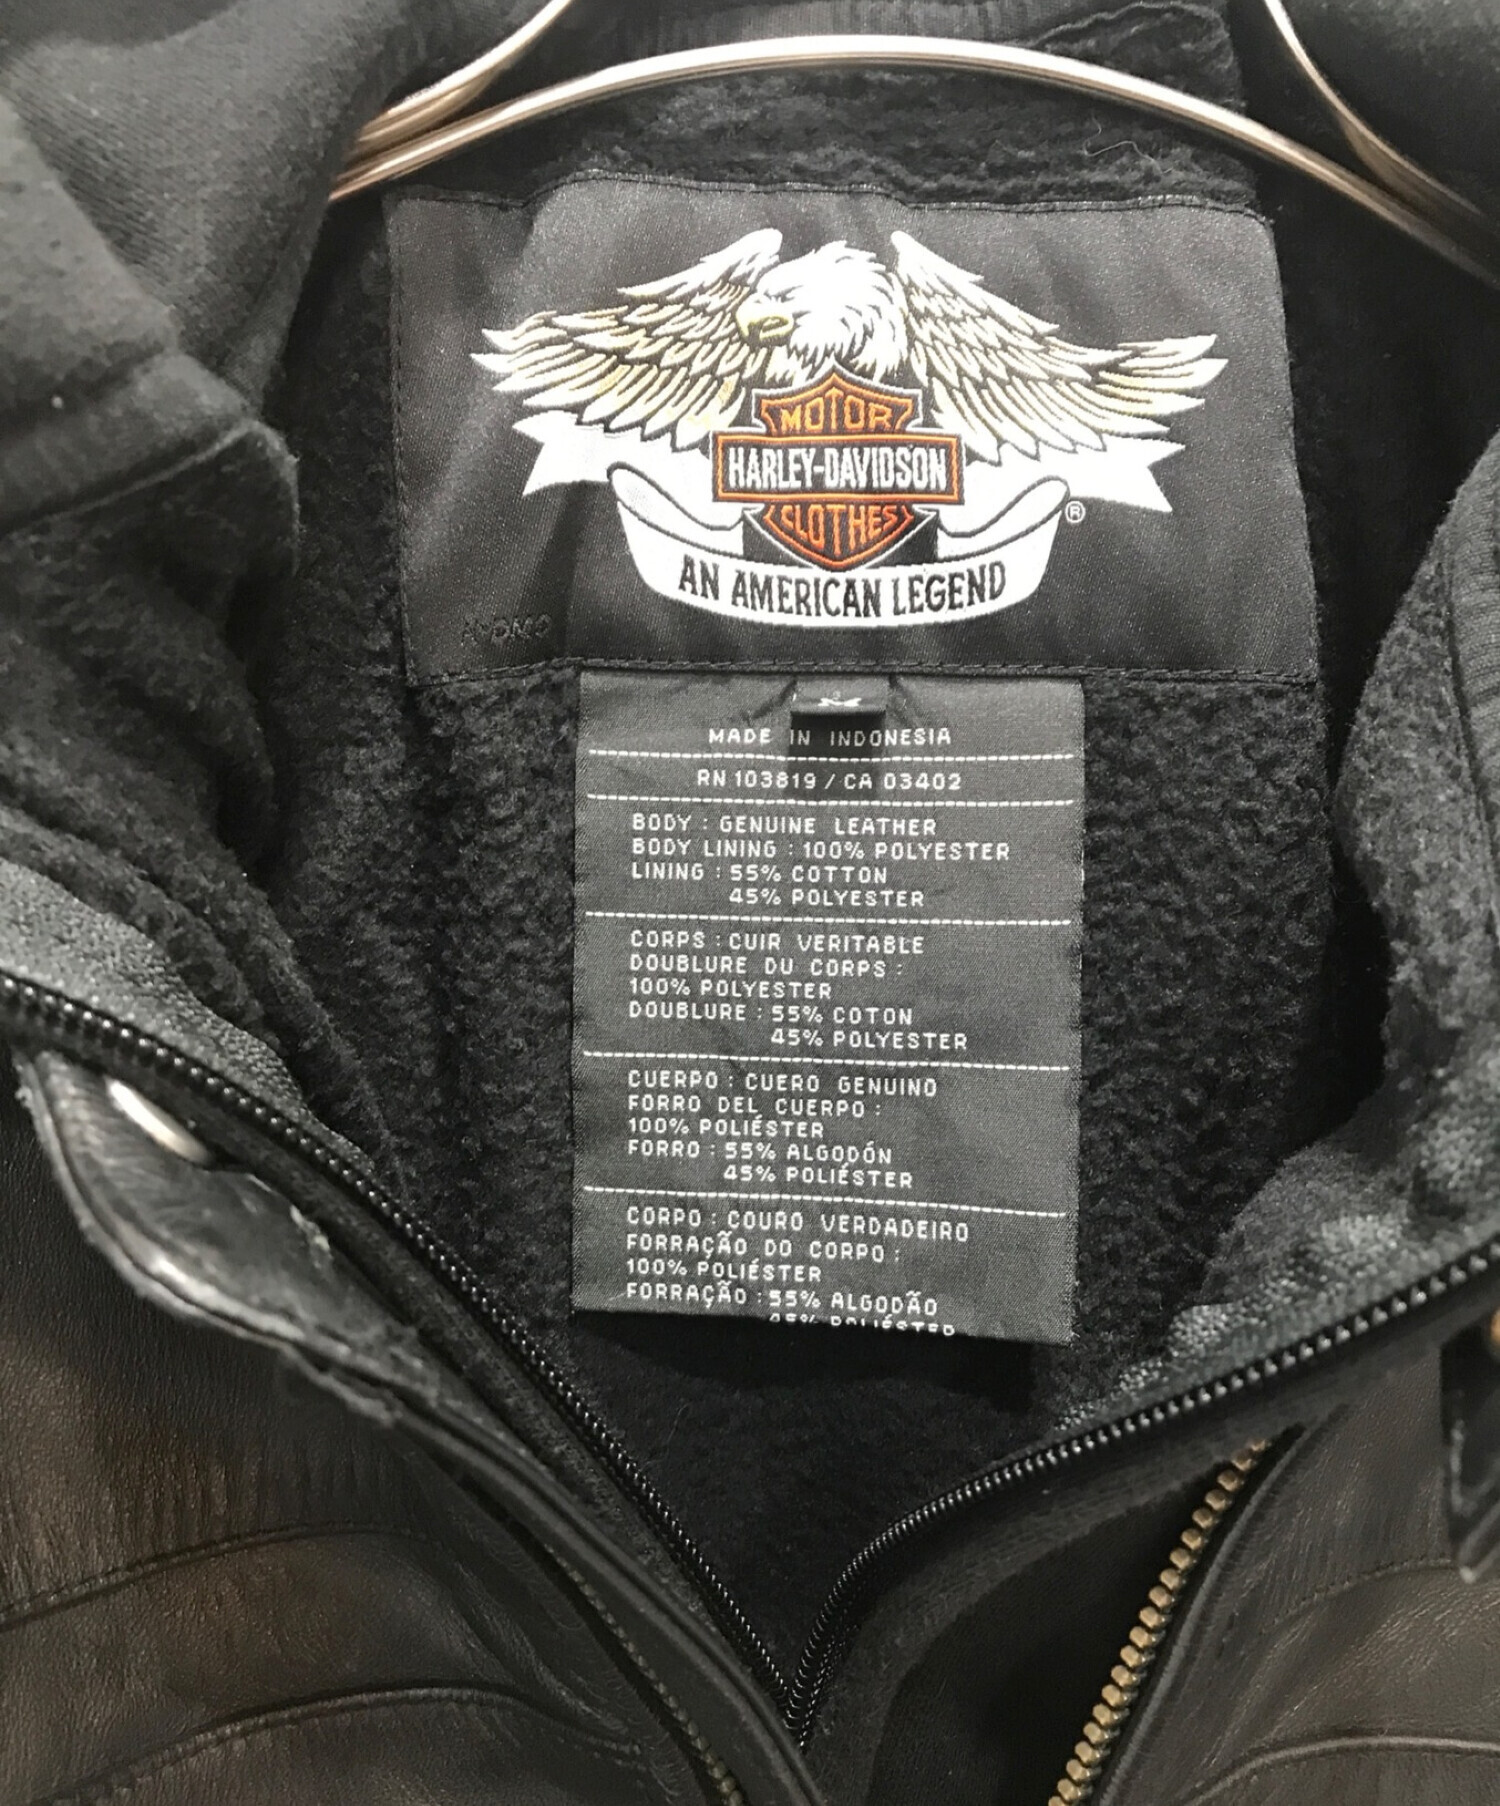 MOTOR
HARLEY-DAVIDSON
CLOTHES
®
AN AMERICAN LEGEND
MADE IN INDONESIA
RN 103819 / CA 03402
BODY : GENUINE LEATHER
BODY LINING : 100% POLYESTER
LINING : 55% COTTON
45% POLYESTER
CORPS : CUIR VERITABLE
DOUBLURE DU CORPS :
100% POLYESTER
DOUBLURE : 55% COTON
45% POLYESTER
CUERPO : CUERO GENUINO
FORRO DEL CUERPO :
100% POLIÉSTER
FORRO : 55% ALGODÓN
45% POLIÉSTER
CORPO : COURO VERDADEIRO
FORRAÇÃO DO CORPO :
100% POLIÉSTER
FORRAÇÃO : 55% ALGODÃO
45% POLIÉSTER